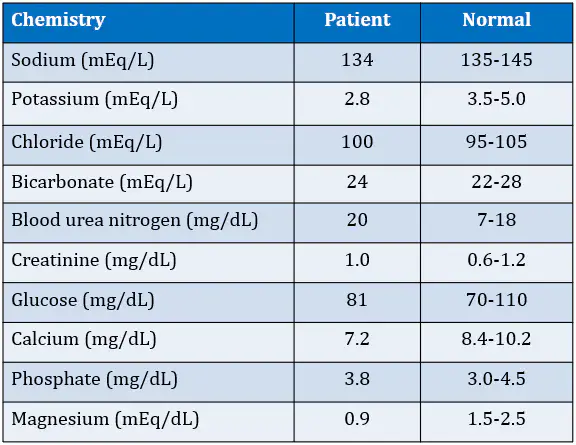 Chemistry Patient Normal
Sodium (mEq/L) 134 135-145
Potassium (mEq/L) 2.8 3.5-5.0
Chloride (mEq/L) 100 95-105
Bicarbonate (mEq/L) 24 22-28
Blood urea nitrogen (mg/dL) 20 7-18
Creatinine (mg/dL) 1.0 0.6-1.2
Glucose (mg/dL) 81 70-110
Calcium (mg/dL) 7.2 8.4-10.2
Phosphate (mg/dL) 3.8 3.0-4.5
Magnesium (mEq/dL) 0.9 1.5-2.5